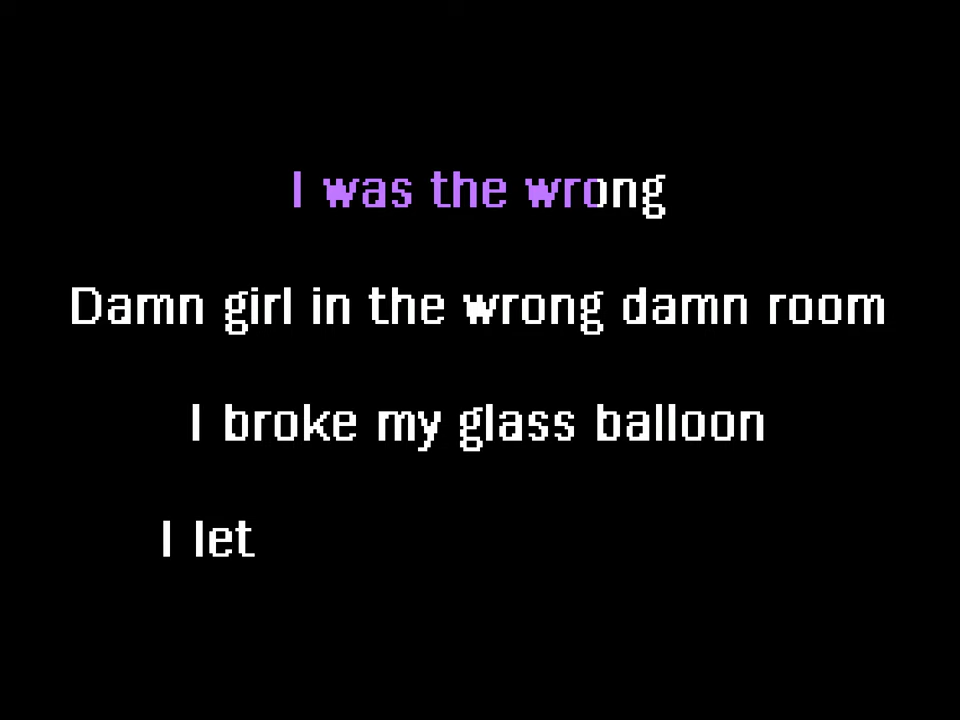 I was the wrong
Damn girl in the wrong damn room
I broke my glass balloon
I let